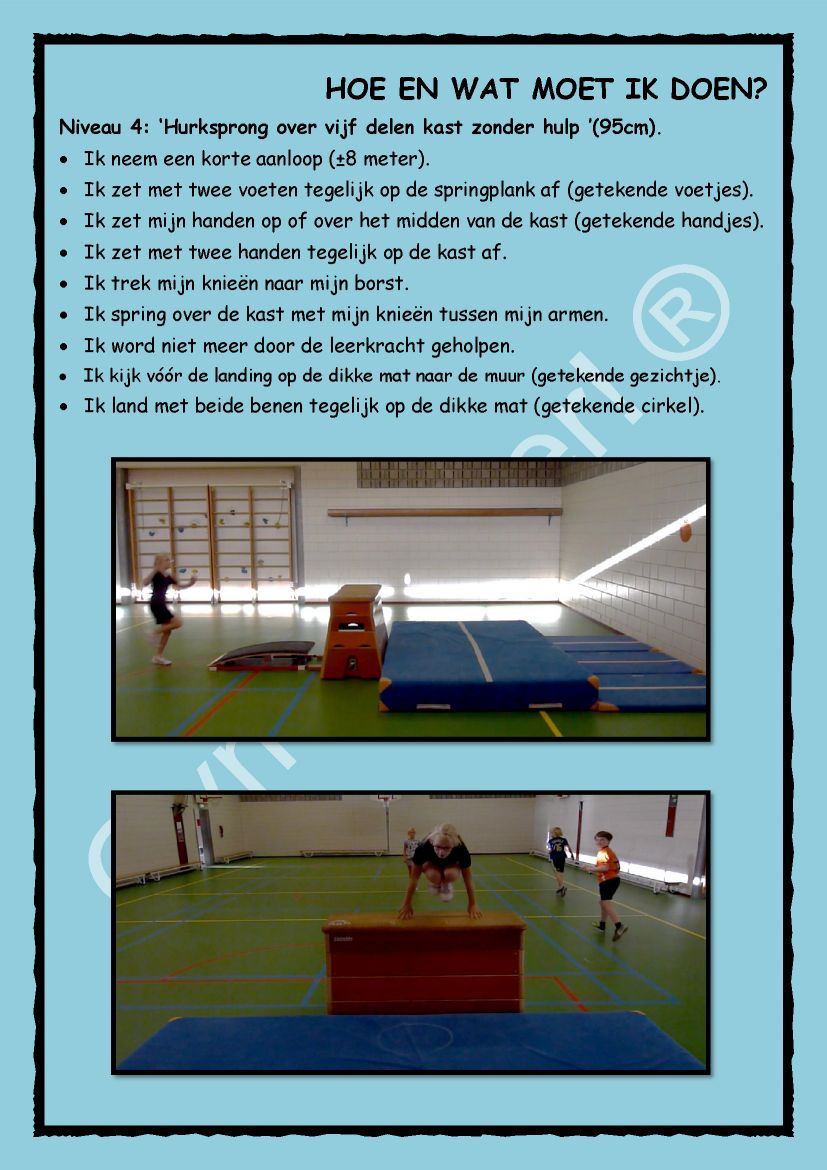 HOE EN WAT MOET IK DOEN?
Niveau 4: ‘Hurksprong over vijf delen kast zonder hulp ’(95cm).
• Ik neem een korte aanloop (±8 meter).
• Ik zet met twee voeten tegelijk op de springplank af (getekende voetjes).
• Ik zet mijn handen op of over het midden van de kast (getekende handjes).
• Ik zet met twee handen tegelijk op de kast af.
• Ik trek mijn knieën naar mijn borst.
• Ik spring over de kast met mijn knieën tussen mijn armen.
• Ik word niet meer door de leerkracht geholpen.
• Ik kijk vóór de landing op de dikke mat naar de muur (getekende gezichtje).
• Ik land met beide benen tegelijk op de dikke mat (getekende cirkel).
®